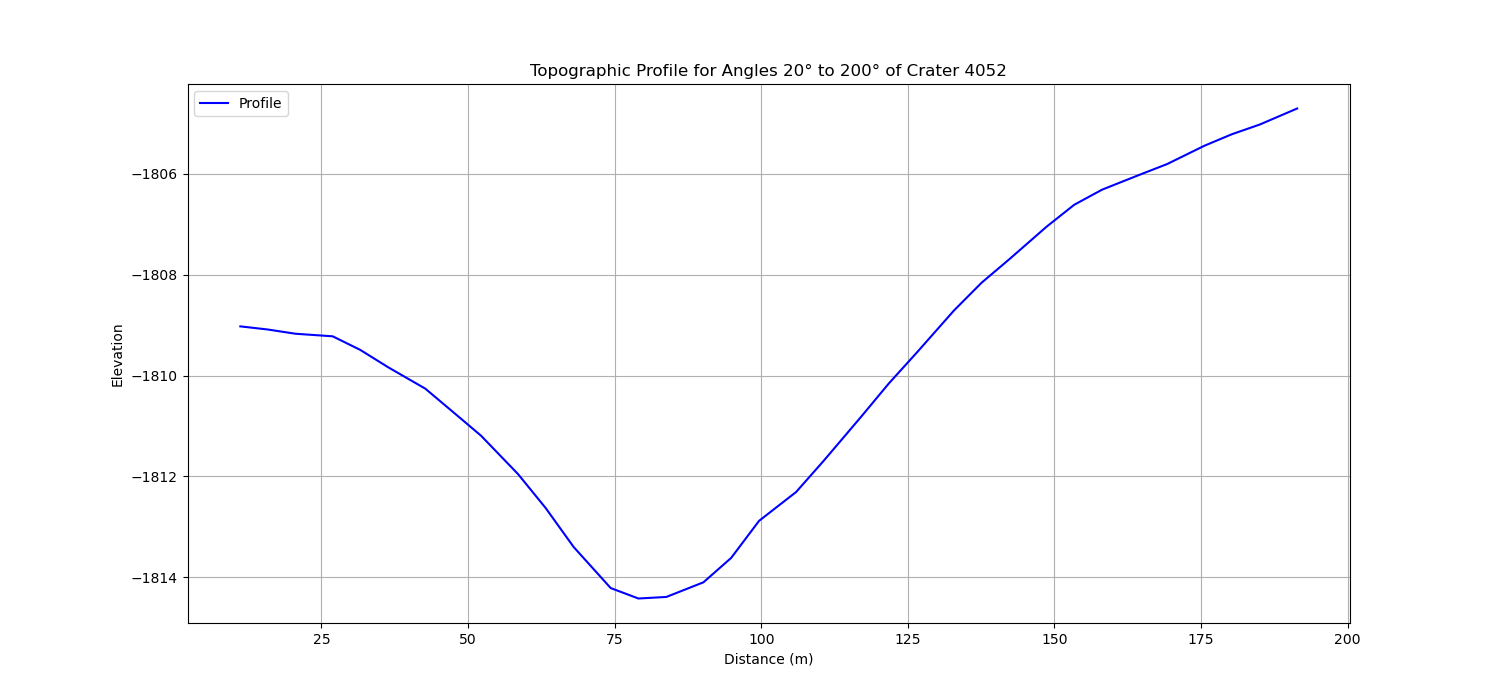 Topographic Profile for Angles 20° to 200° of Crater 4052
Profile
−1806
−1808
−1810
−1812
−1814
Elevation
25 50 75 100 125 150 175 200
Distance (m)